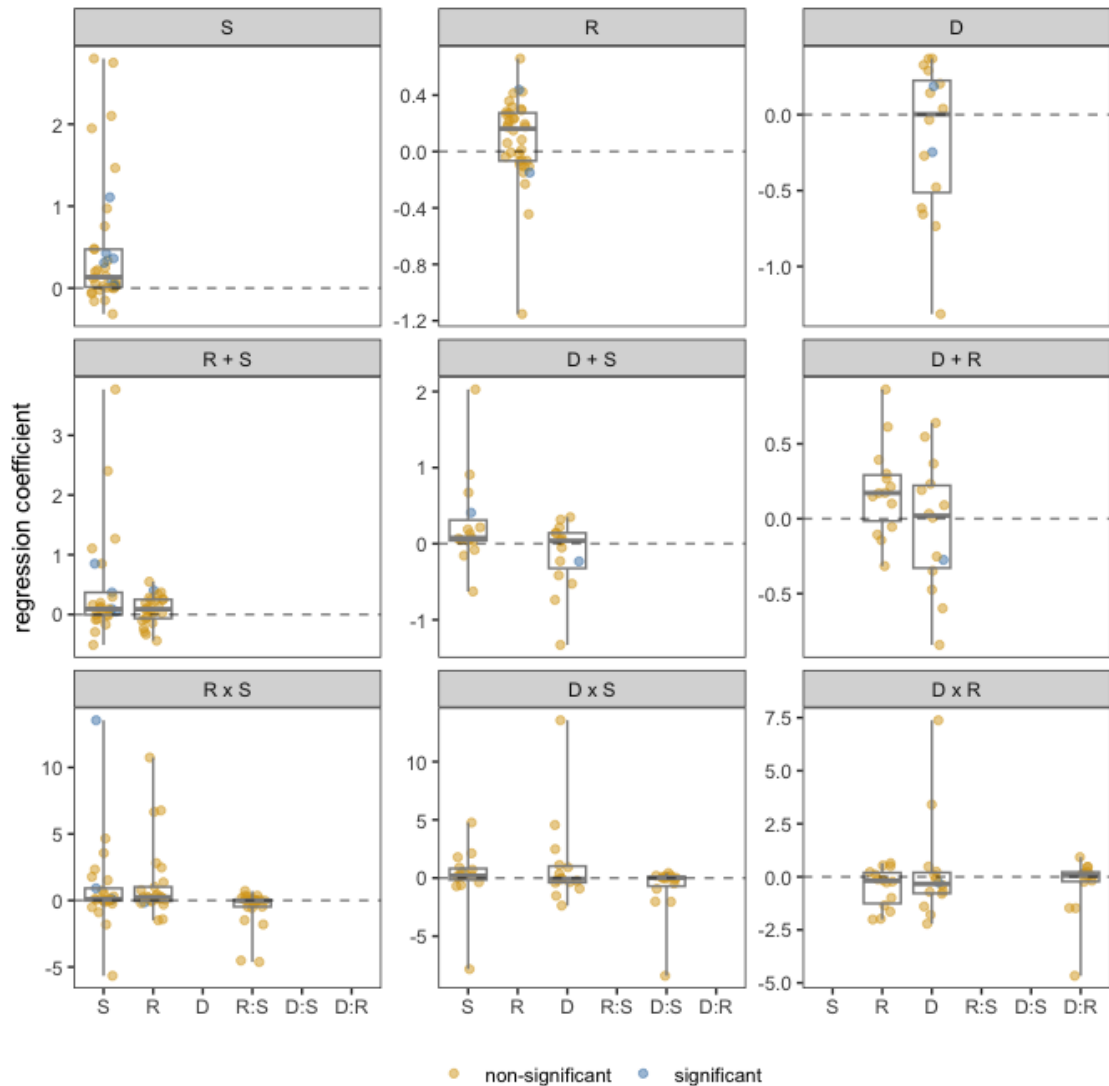 S
R
D
2
1
0
0.4
0.0
-0.4
-0.8
-1.2
0.0
-0.5
-1.0
R + S
D + S
D + R
3
2
1
0
2
1
0
-1
0.5
0.0
-0.5
regression coefficient
R x S
D x S
D x R
10
5
0
-5
10
5
0
-5
7.5
5.0
2.5
0.0
-2.5
-5.0
S R D R:S D:S D:R
S R D R:S D:S D:R
S R D R:S D:S D:R
non-significant significant